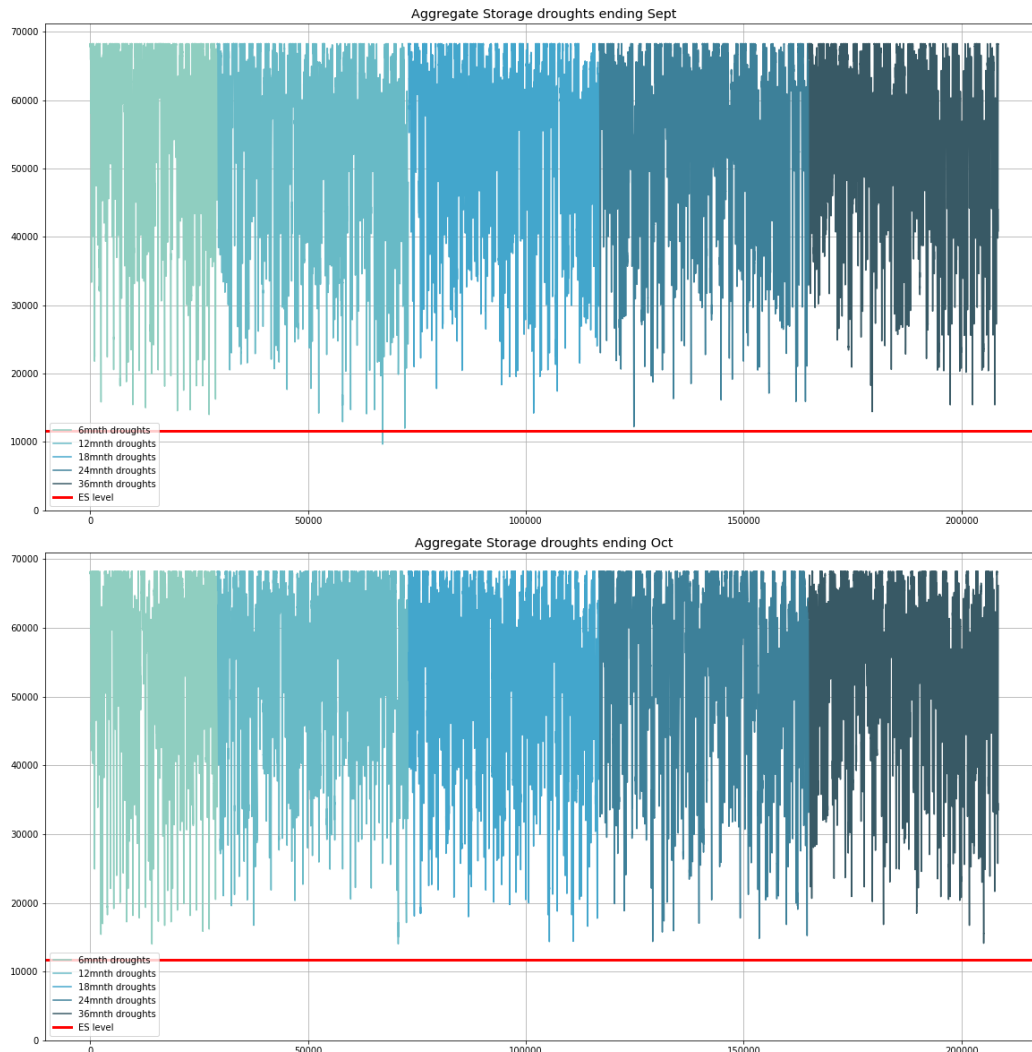 Aggregate Storage droughts ending Sept
70000
60000
50000
40000
30000
20000
10000
0
6mnth droughts
12mnth droughts
18mnth droughts
24mnth droughts
36mnth droughts
ES level
0
50000
100000
150000
200000
Aggregate Storage droughts ending Oct
70000
60000
50000
40000
30000
20000
10000
0
6mnth droughts
12mnth droughts
18mnth droughts
24mnth droughts
36mnth droughts
ES level
0
50000
100000
150000
200000